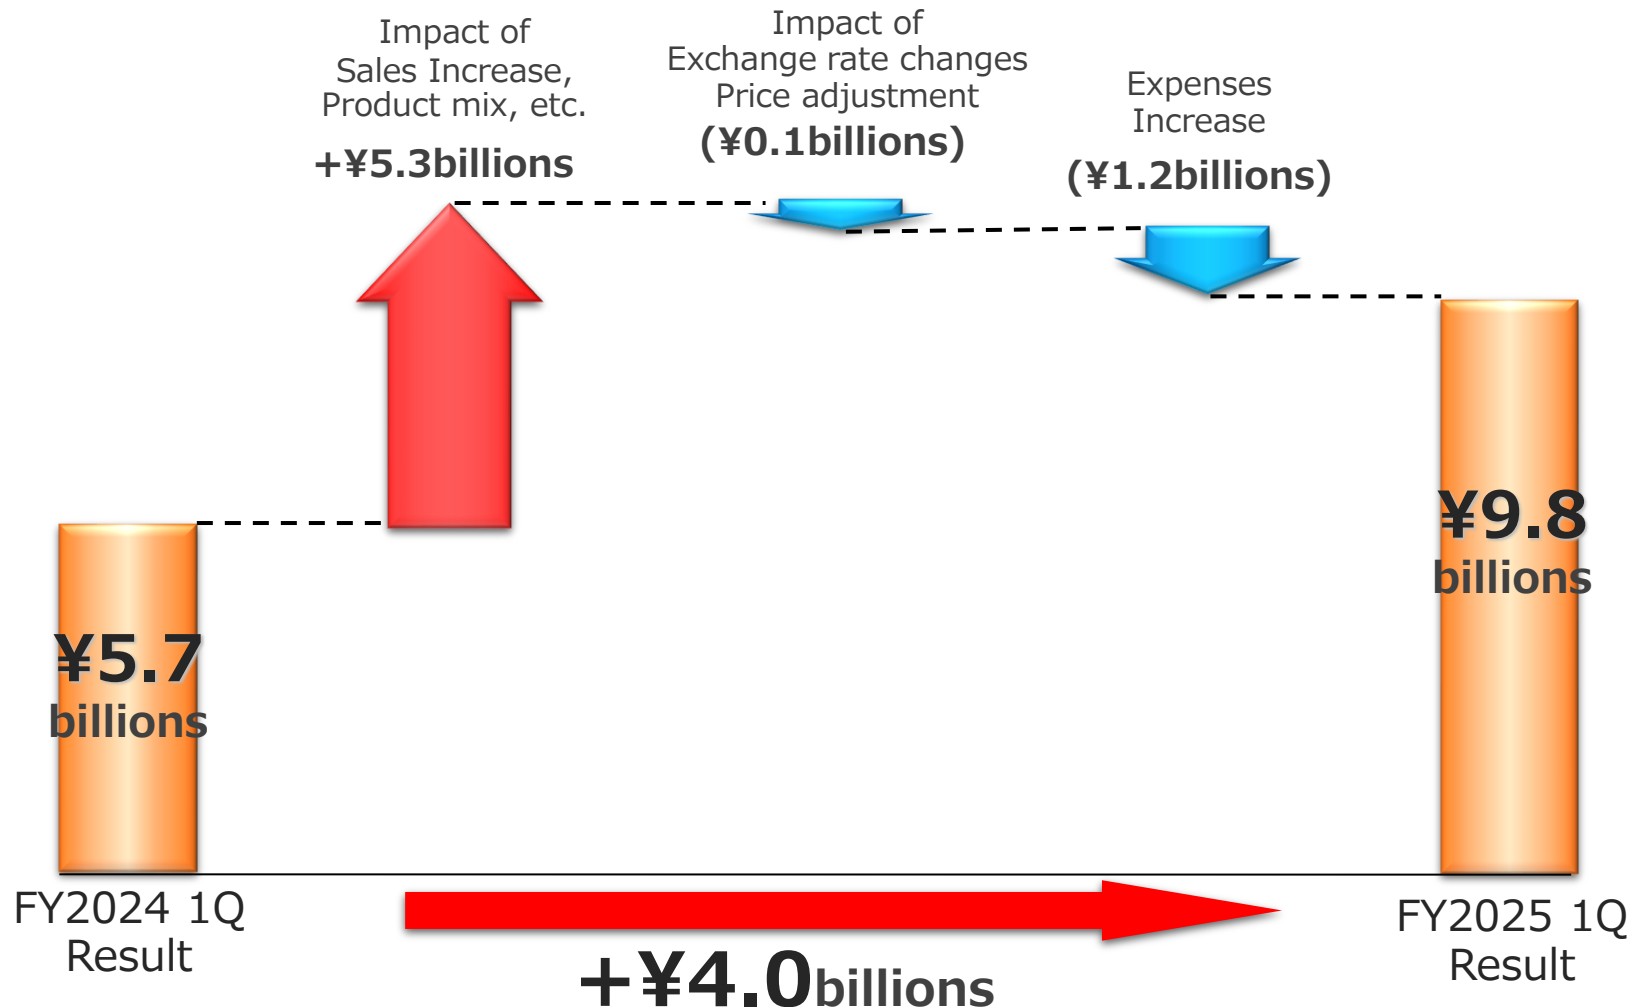 Impact of
Sales Increase,
Product mix, etc.
+¥5.3billions
Impact of
Exchange rate changes
Price adjustment
(¥0.1billions)
Expenses
Increase
(¥1.2billions)
¥5.7
billions
¥9.8
billions
FY2024 1Q
Result
+¥4.0billions
FY2025 1Q
Result